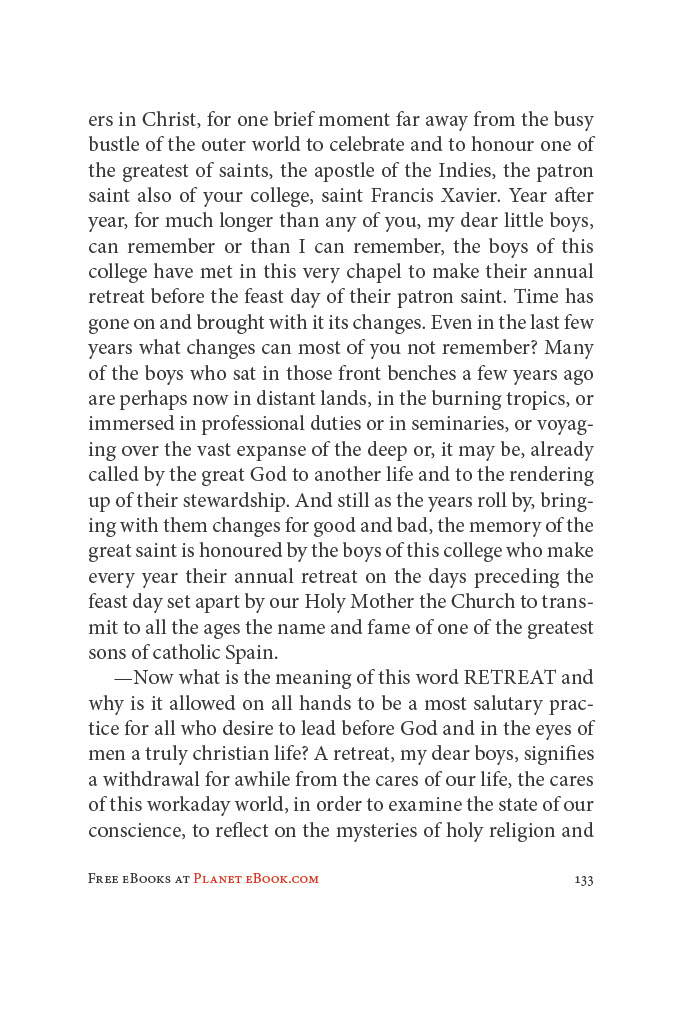 ers in Christ, for one brief moment far away from the busy
bustle of the outer world to celebrate and to honour one of
the greatest of saints, the apostle of the Indies, the patron
saint also of your college, saint Francis Xavier. Year after
year, for much longer than any of you, my dear little boys,
can remember or than I can remember, the boys of this
college have met in this very chapel to make their annual
retreat before the feast day of their patron saint. Time has
gone on and brought with it its changes. Even in the last few
years what changes can most of you not remember? Many
of the boys who sat in those front benches a few years ago
are perhaps now in distant lands, in the burning tropics, or
immersed in professional duties or in seminaries, or voyag-
ing over the vast expanse of the deep or, it may be, already
called by the great God to another life and to the rendering
up of their stewardship. And still as the years roll by, bring-
ing with them changes for good and bad, the memory of the
great saint is honoured by the boys of this college who make
every year their annual retreat on the days preceding the
feast day set apart by our Holy Mother the Church to trans-
mit to all the ages the name and fame of one of the greatest
sons of catholic Spain.
—Now what is the meaning of this word RETREAT and
why is it allowed on all hands to be a most salutary prac-
tice for all who desire to lead before God and in the eyes of
men a truly christian life? A retreat, my dear boys, signifies
a withdrawal for awhile from the cares of our life, the cares
of this workaday world, in order to examine the state of our
conscience, to reflect on the mysteries of holy religion and
Free eBooks at Planet eBook.com 133